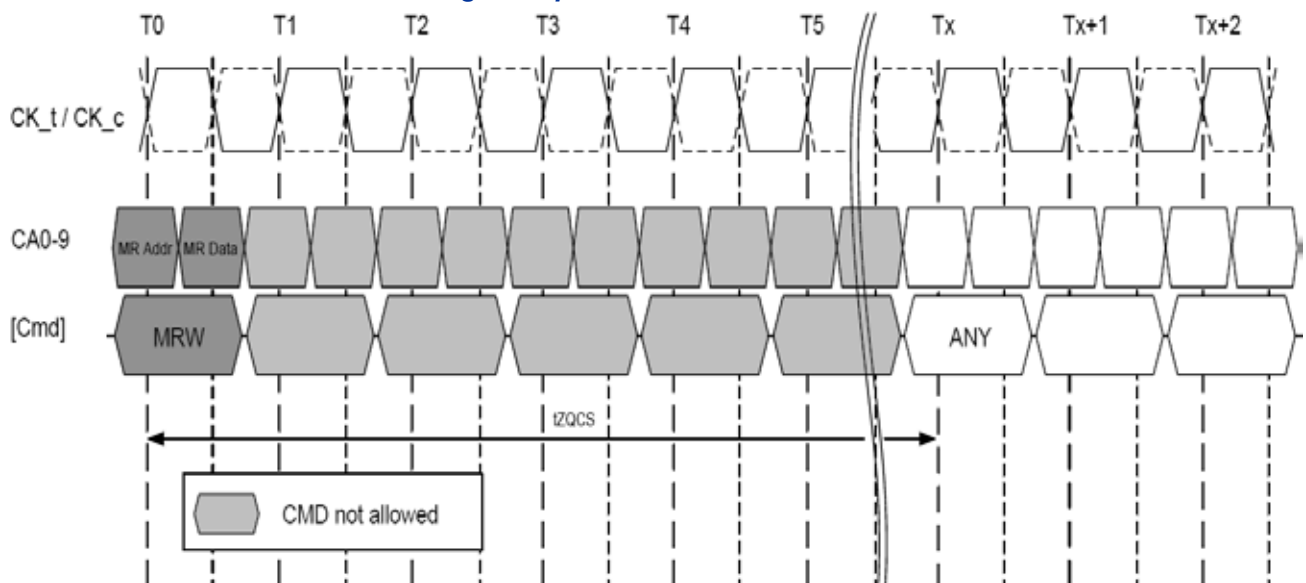 T0 T1 T2 T3 T4 T5 Tx Tx+1 Tx+2
CK_t / CK_c
CA0-9 MR Addr MR Data
[Cmd] MRW ANY
tZQCS
CMD not allowed